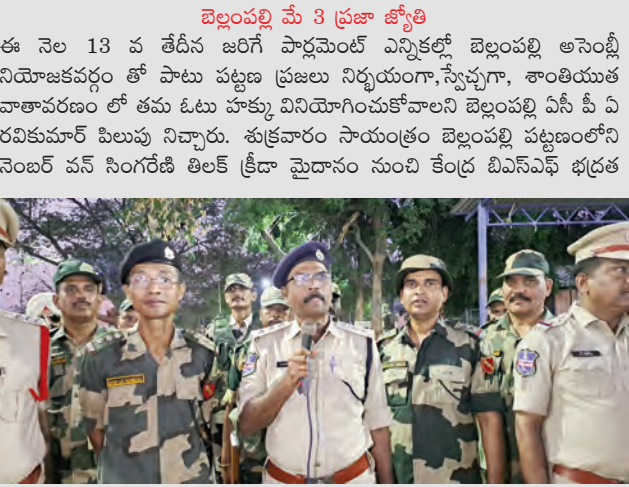 బెల్లంపల్లి మే 3 ప్రజా జ్యోతి
ఈ నెల 13 వ తేదీన జరిగే పార్లమెంట్ ఎన్నికల్లో బెల్లంపల్లి అసెంబ్లీ
నియోజకవర్గం తో పాటు పట్టణ ప్రజలు నిర్భయంగా,స్వేచ్ఛగా, శాంతియుత
వాతావరణం లో తమ ఓటు హక్కు వినియోగించుకోవాలని బెల్లంపల్లి ఏసీ పీ ఏ
రవికుమార్ పిలుపు నిచ్చారు. శుక్రవారం సాయంత్రం బెల్లంపల్లి పట్టణంలోని
నెంబర్ వన్ సింగరేణి తిలక్ క్రీడా మైదానం నుంచి కేంద్ర బిఎస్ఎఫ్ భద్రత